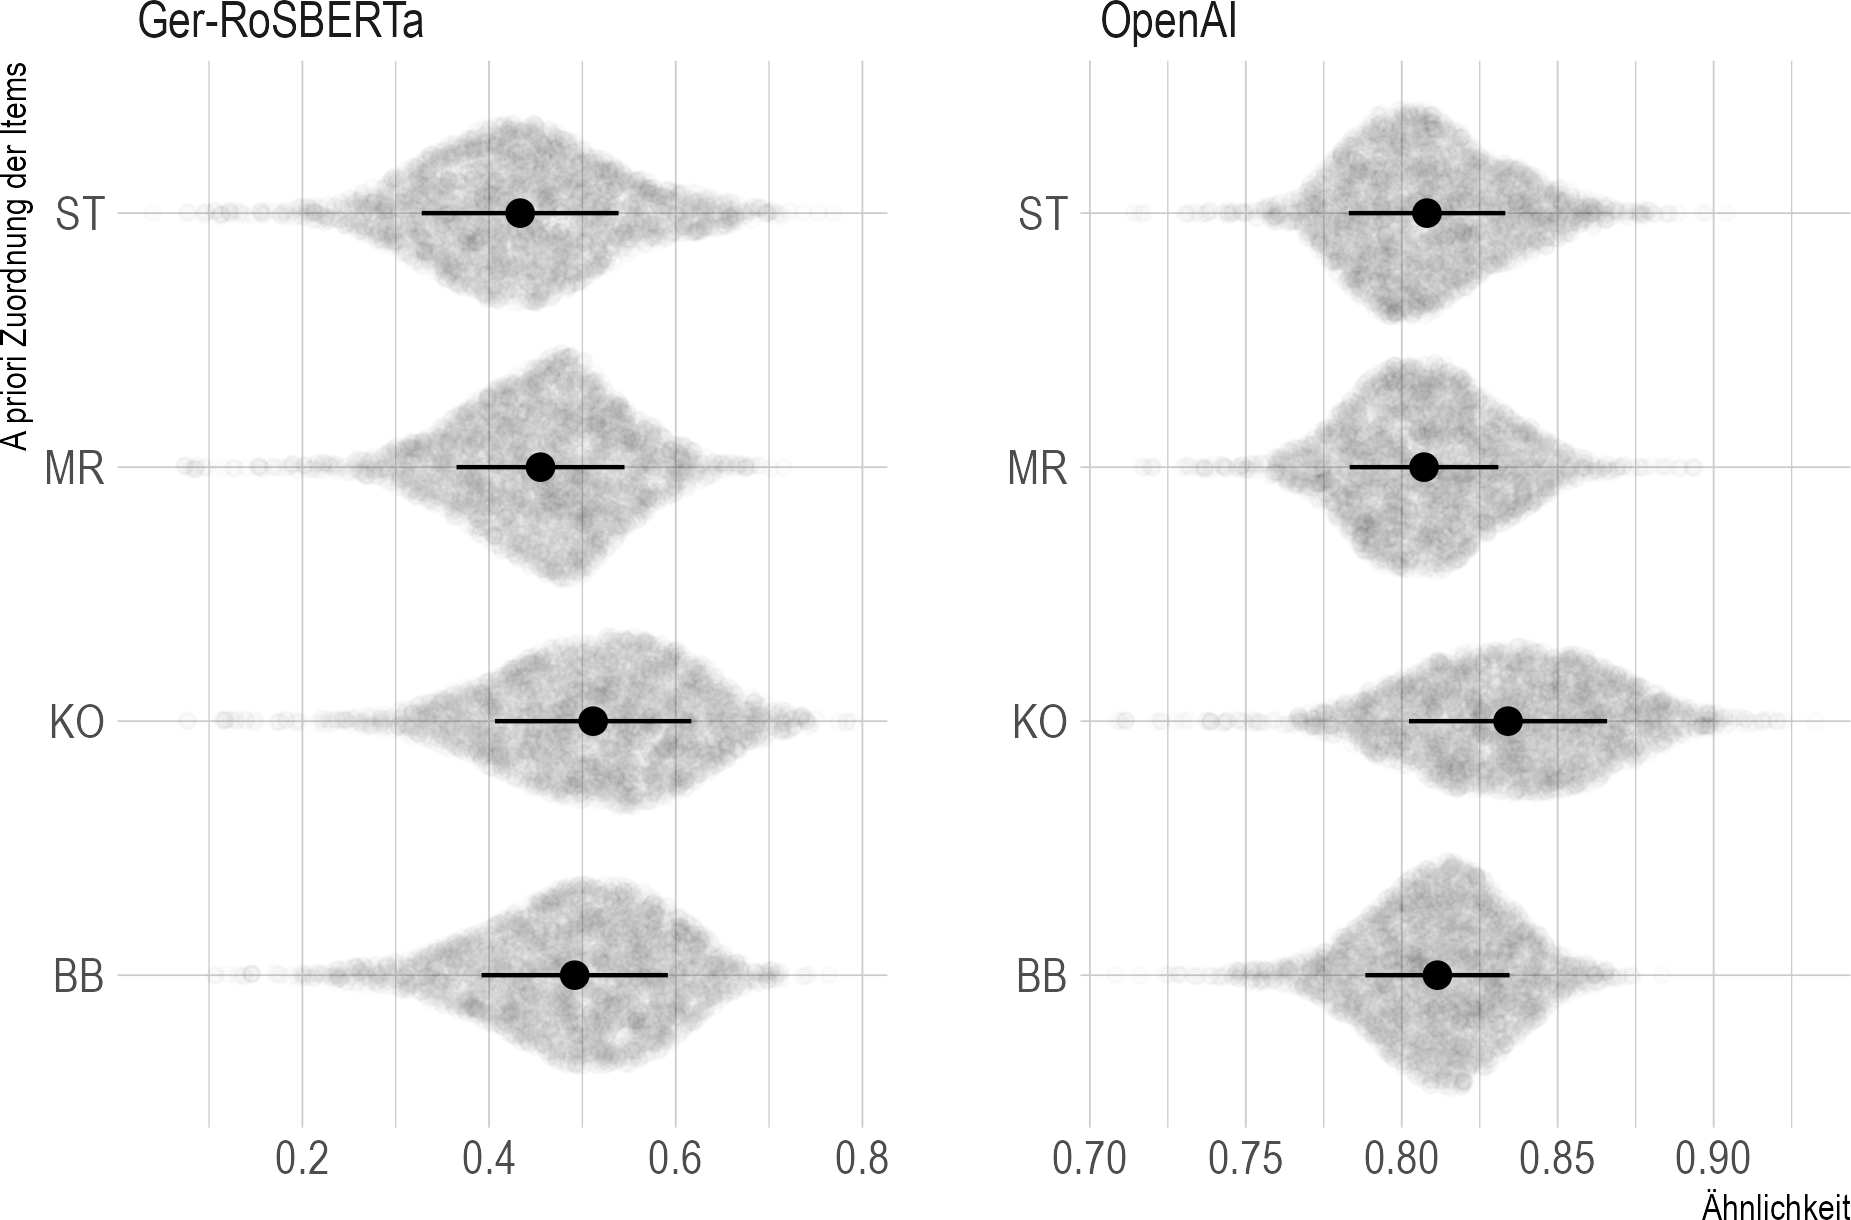 Ger-RoSBERTa
OpenAI
A priori Zuordnung der Items
ST
MR
KO
BB
0.2 0.4 0.6 0.8
ST
MR
KO
BB
0.70 0.75 0.80 0.85 0.90
Ähnlichkeit